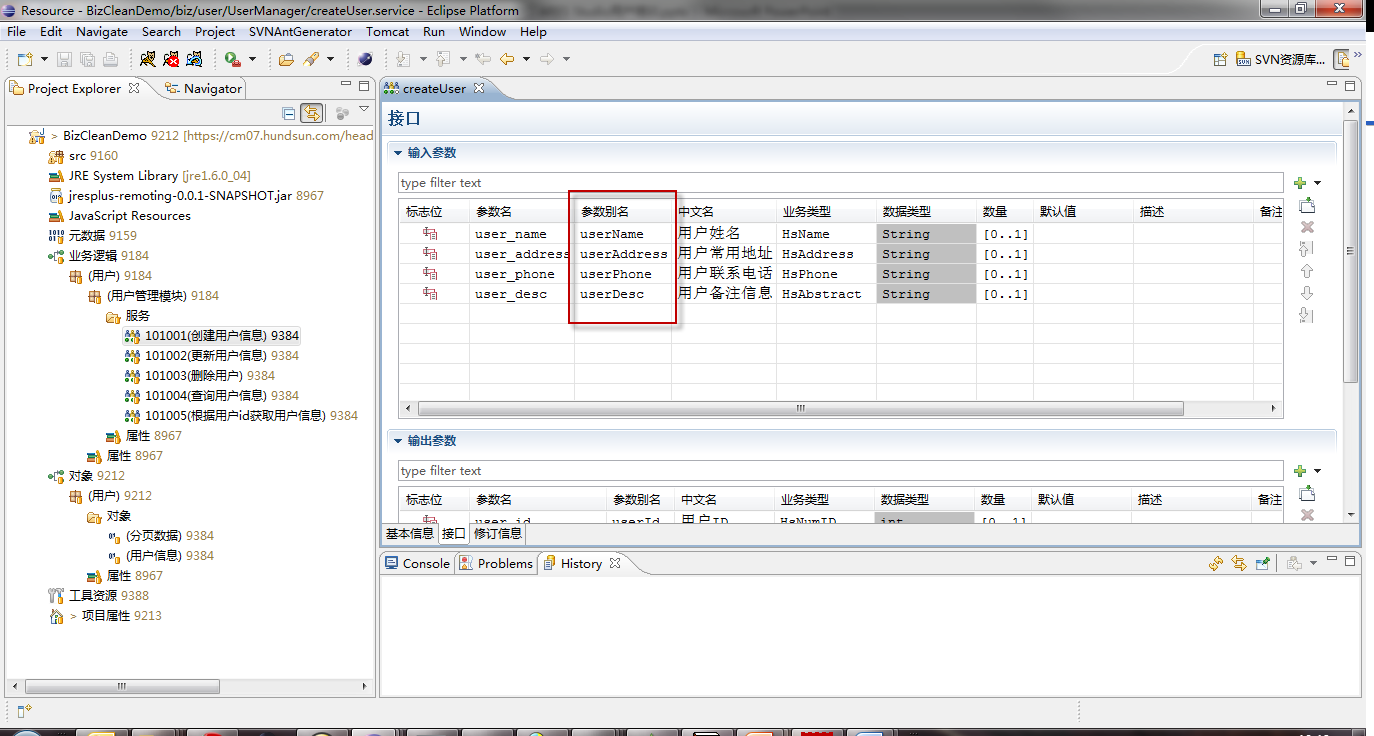 Resource - BizCleanDemo/biz/user/UserManager/createUser.service - Eclipse Platform
File Edit Navigate Search Project SVNAntGenerator Tomcat Run Window Help
SVN资源库...
Project Explorer Navigator
> BizCleanDemo 9212 [https://cm07.hundsun.com/head
src 9160
JRE System Library [jre1.6.0_04]
jresplus-remoting-0.0.1-SNAPSHOT.jar 8967
JavaScript Resources
元数据 9159
业务逻辑 9184
(用户) 9184
(用户管理模块) 9184
服务
101001(创建用户信息) 9384
101002(更新用户信息) 9384
101003(删除用户) 9384
101004(查询用户信息) 9384
101005(根据用户id获取用户信息) 9384
属性 8967
属性 8967
对象 9212
(用户) 9212
对象
(分页数据) 9384
(用户信息) 9384
属性 8967
工具资源 9388
> 项目属性 9213
createUser
接口
输入参数
type filter text
标志位 参数名 参数别名 中文名 业务类型 数据类型 数量 默认值 描述 备注
user_name userName 用户姓名 HsName String [0..1]
user_address userAddress 用户常用地址 HsAddress String [0..1]
user_phone userPhone 用户联系电话 HsPhone String [0..1]
user_desc userDesc 用户备注信息 HsAbstract String [0..1]
输出参数
type filter text
标志位 参数名 参数别名 中文名 业务类型 数据类型 数量 默认值 描述 备注
user_id userId 用户ID HsNumID int [0..1]
基本信息 接口 修订信息
Console Problems History